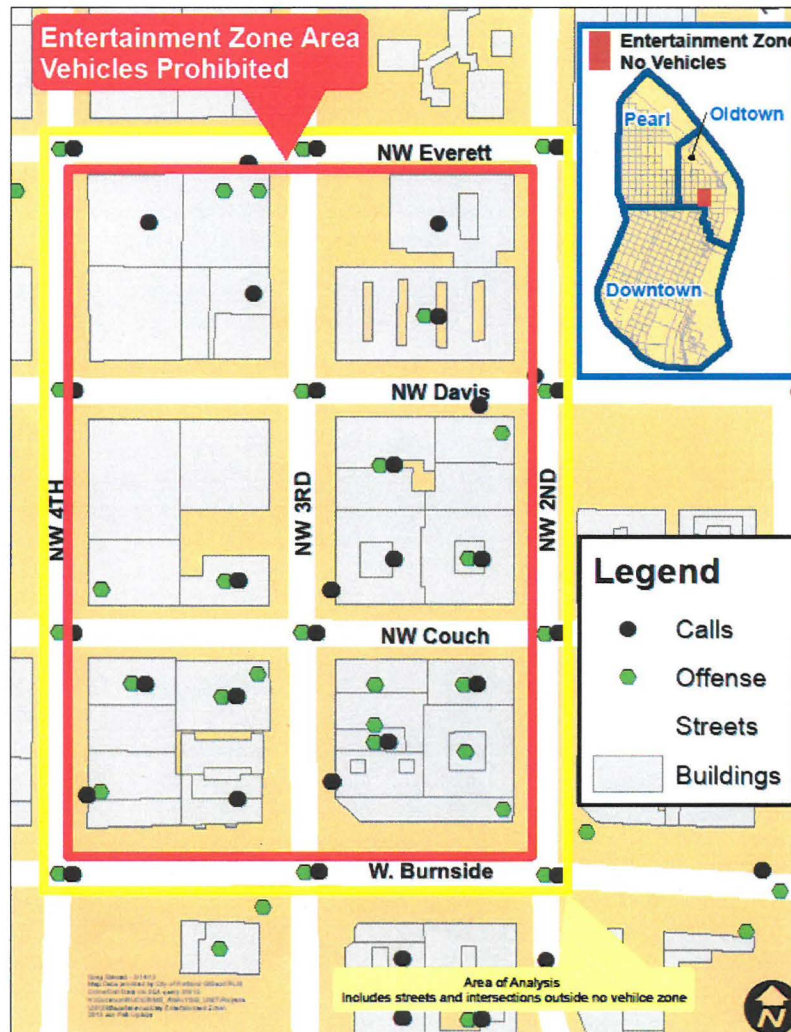 Entertainment Zone Area
Vehicles Prohibited
Entertainment Zone
No Vehicles
Pearl
Oldtown
Downtown
NW Everett
NW Davis
NW 4TH
NW 3RD
NW 2ND
NW Couch
W. Burnside
Legend
Calls
Offense
Streets
Buildings
Area of Analysis
Includes streets and intersections outside no vehilce zone
N